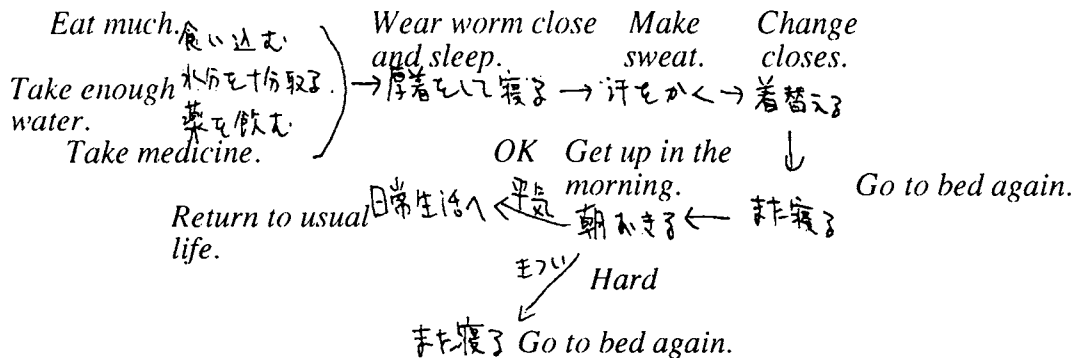 Eat much.
食い込む
Take enough water.
水分を十分取る
薬を飲む
Take medicine.
Wear worm close and sleep.
→厚着をして寝る
Make sweat.
→汗をかく
Change closes.
→着替える
Go to bed again.
また寝る
Get up in the morning.
朝おきる
OK
平気
日常生活へ
Return to usual life.
Hard
きつい
また寝る
Go to bed again.